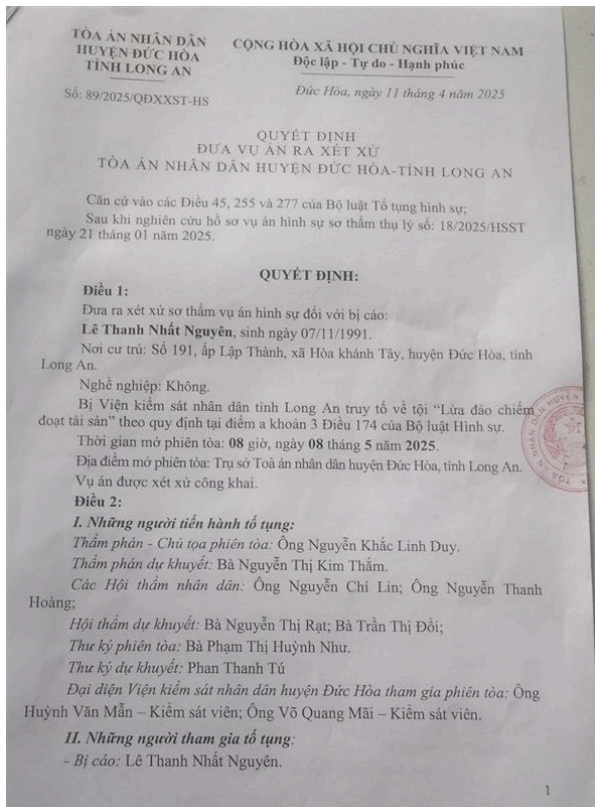 TÒA ÁN NHÂN DÂN
HUYỆN ĐỨC HÒA
TỈNH LONG AN
Số: 89/2025/QĐXXST-HS
CỘNG HÒA XÃ HỘI CHỦ NGHĨA VIỆT NAM
Độc lập - Tự do - Hạnh phúc
Đức Hòa, ngày 11 tháng 4 năm 2025
QUYẾT ĐỊNH
ĐƯA VỤ ÁN RA XÉT XỬ
TÒA ÁN NHÂN DÂN HUYỆN ĐỨC HÒA-TỈNH LONG AN
Căn cứ vào các Điều 45, 255 và 277 của Bộ luật Tố tụng hình sự;
Sau khi nghiên cứu hồ sơ vụ án hình sự sơ thẩm thụ lý số: 18/2025/HSST
ngày 21 tháng 01 năm 2025.
QUYẾT ĐỊNH:
Điều 1:
Đưa ra xét xử sơ thẩm vụ án hình sự đối với bị cáo:
Lê Thanh Nhất Nguyên, sinh ngày 07/11/1991.
Nơi cư trú: Số 191, ấp Lập Thành, xã Hòa khánh Tây, huyện Đức Hòa, tỉnh
Long An.
Nghề nghiệp: Không.
Bị Viện kiểm sát nhân dân tỉnh Long An truy tố về tội “Lừa đảo chiếm
đoạt tài sản” theo quy định tại điểm a khoản 3 Điều 174 của Bộ luật Hình sự.
Thời gian mở phiên tòa: 08 giờ, ngày 08 tháng 5 năm 2025.
Địa điểm mở phiên tòa: Trụ sở Toà án nhân dân huyện Đức Hòa, tỉnh Long An.
Vụ án được xét xử công khai.
Điều 2:
I. Những người tiến hành tố tụng:
Thẩm phán - Chủ tọa phiên tòa: Ông Nguyễn Khắc Linh Duy.
Thẩm phán dự khuyết: Bà Nguyễn Thị Kim Thắm.
Các Hội thẩm nhân dân: Ông Nguyễn Chí Lin; Ông Nguyễn Thanh
Hoàng;
Hội thẩm dự khuyết: Bà Nguyễn Thị Rạt; Bà Trần Thị Đồi;
Thư ký phiên tòa: Bà Phạm Thị Huỳnh Như.
Thư ký dự khuyết: Phan Thanh Tú
Đại diện Viện kiểm sát nhân dân huyện Đức Hòa tham gia phiên tòa: Ông
Huỳnh Văn Mẫn – Kiểm sát viên; Ông Võ Quang Mãi – Kiểm sát viên.
II. Những người tham gia tố tụng:
- Bị cáo: Lê Thanh Nhất Nguyên.
1